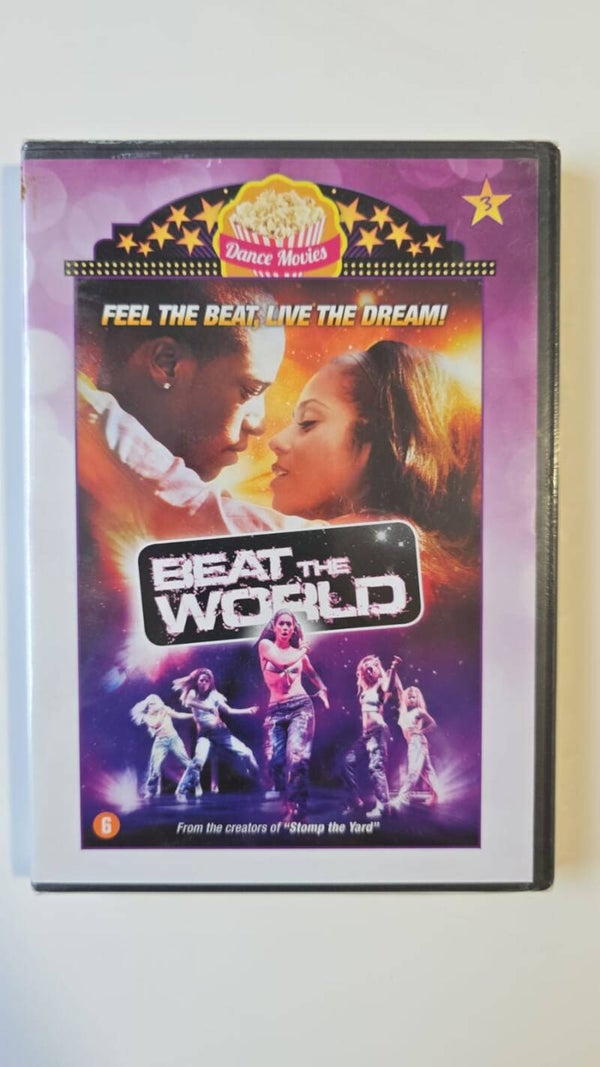 Dance Movies
3
FEEL THE BEAT, LIVE THE DREAM!
BEAT THE
WORLD
6
From the creators of "Stomp the Yard"